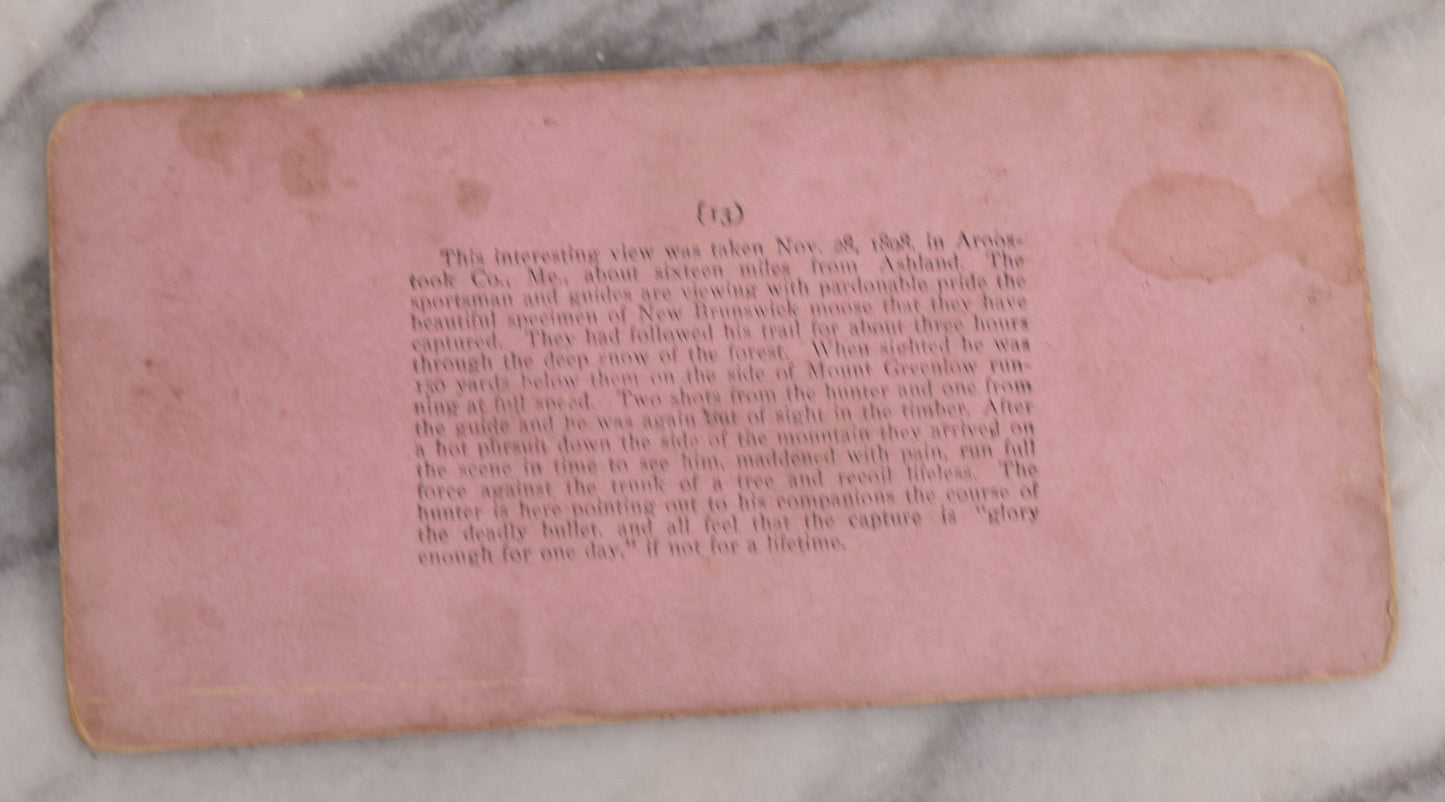 (13)
This interesting view was taken Nov. 28, 1898, in Aroos-
took Co., Me., about sixteen miles from Ashland. The
sportsman and guides are viewing with pardonable pride the
beautiful specimen of New Brunswick moose that they have
captured. They had followed his trail for about three hours
through the deep snow of the forest. When sighted he was
150 yards below them on the side of Mount Greenlow run-
ning at full speed. Two shots from the hunter and one from
the guide and he was again out of sight in the timber. After
a hot phrsuit down the side of the mountain they arrived on
the scene in time to see him, maddened with pain, run full
force against the trunk of a tree and recoil lifeless. The
hunter is here pointing out to his companions the course of
the deadly bullet, and all feel that the capture is "glory
enough for one day," if not for a lifetime.